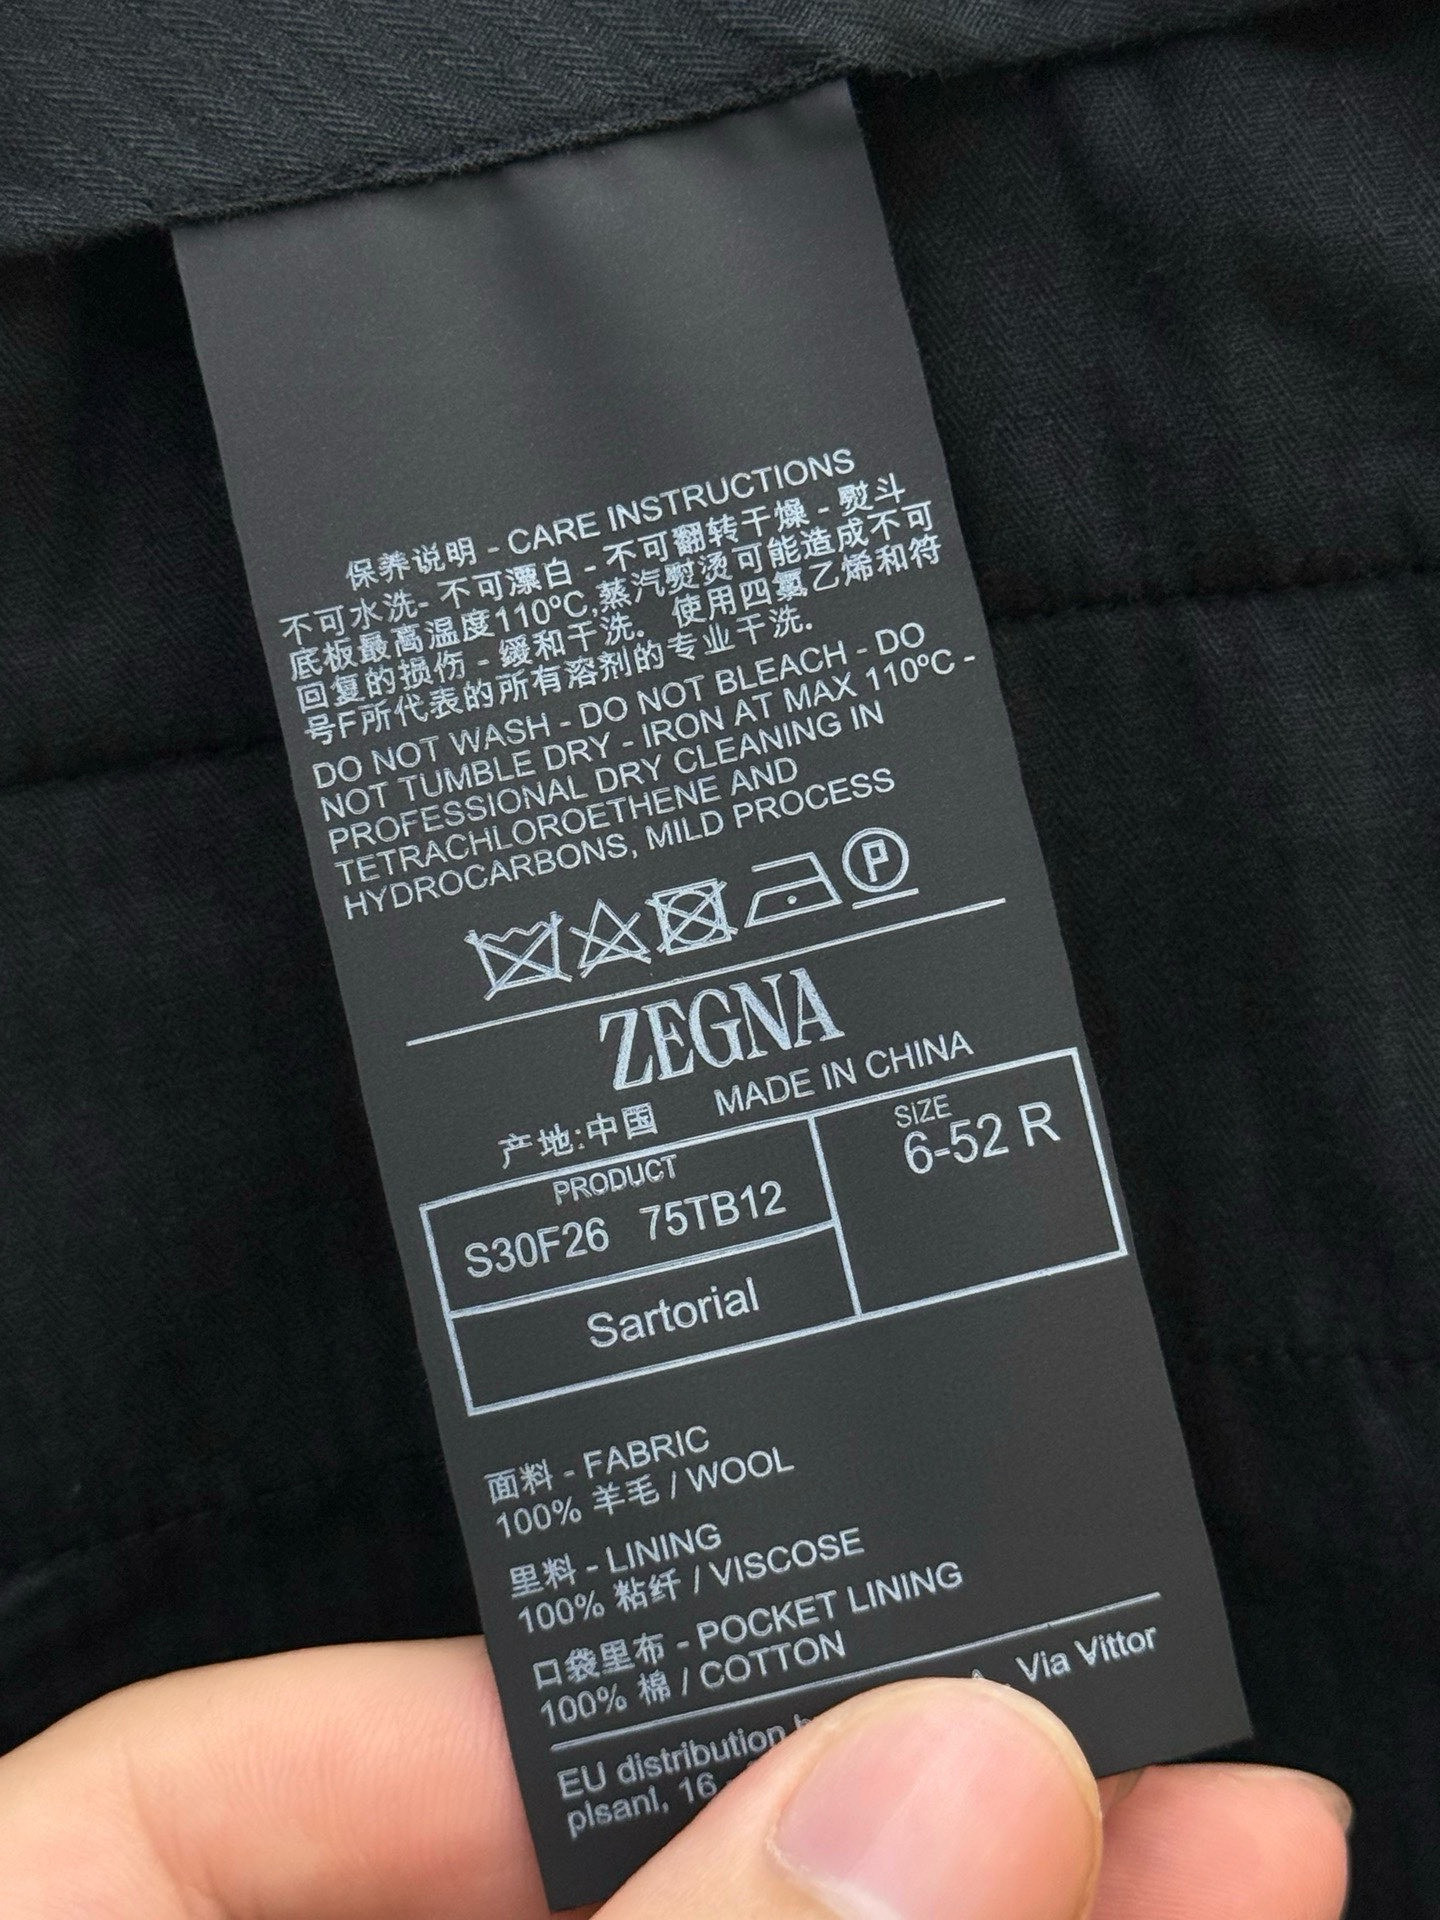 保养说明 - CARE INSTRUCTIONS
不可水洗- 不可漂白 - 不可翻转干燥 - 熨斗
底板最高温度110ºC,蒸汽熨烫可能造成不可
回复的损伤 - 缓和干洗. 使用四氯乙烯和符
号F所代表的所有溶剂的专业干洗.
DO NOT WASH - DO NOT BLEACH - DO
NOT TUMBLE DRY - IRON AT MAX 110ºC -
PROFESSIONAL DRY CLEANING IN
TETRACHLOROETHENE AND
HYDROCARBONS, MILD PROCESS
P
ZEGNA
产地:中国 MADE IN CHINA
PRODUCT
S30F26 75TB12
SIZE
6-52 R
Sartorial
面料 - FABRIC
100% 羊毛 / WOOL
里料 - LINING
100% 粘纤 / VISCOSE
口袋里布 - POCKET LINING
100% 棉 / COTTON
EU distribution Via Vittor
pisani, 16